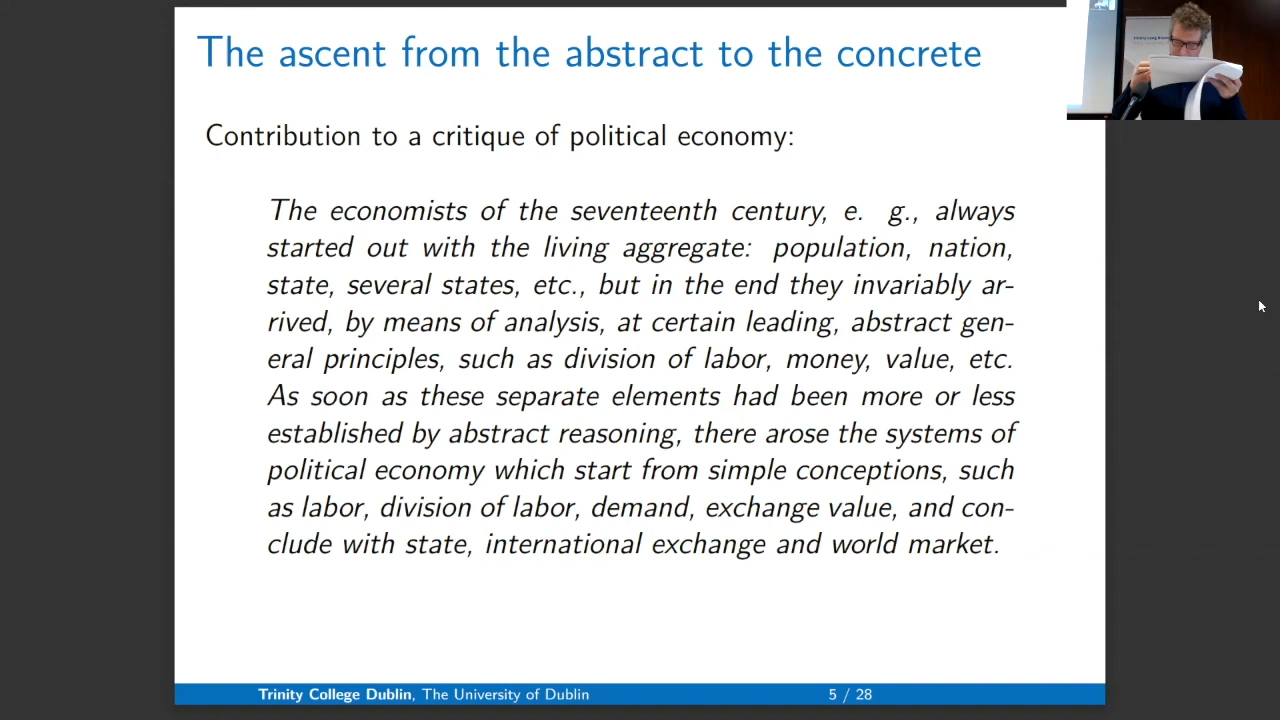 The ascent from the abstract to the concrete
Contribution to a critique of political economy:
The economists of the seventeenth century, e. g., always
started out with the living aggregate: population, nation,
state, several states, etc., but in the end they invariably ar-
rived, by means of analysis, at certain leading, abstract gen-
eral principles, such as division of labor, money, value, etc.
As soon as these separate elements had been more or less
established by abstract reasoning, there arose the systems of
political economy which start from simple conceptions, such
as labor, division of labor, demand, exchange value, and con-
clude with state, international exchange and world market.
Trinity College Dublin, The University of Dublin
5 / 28